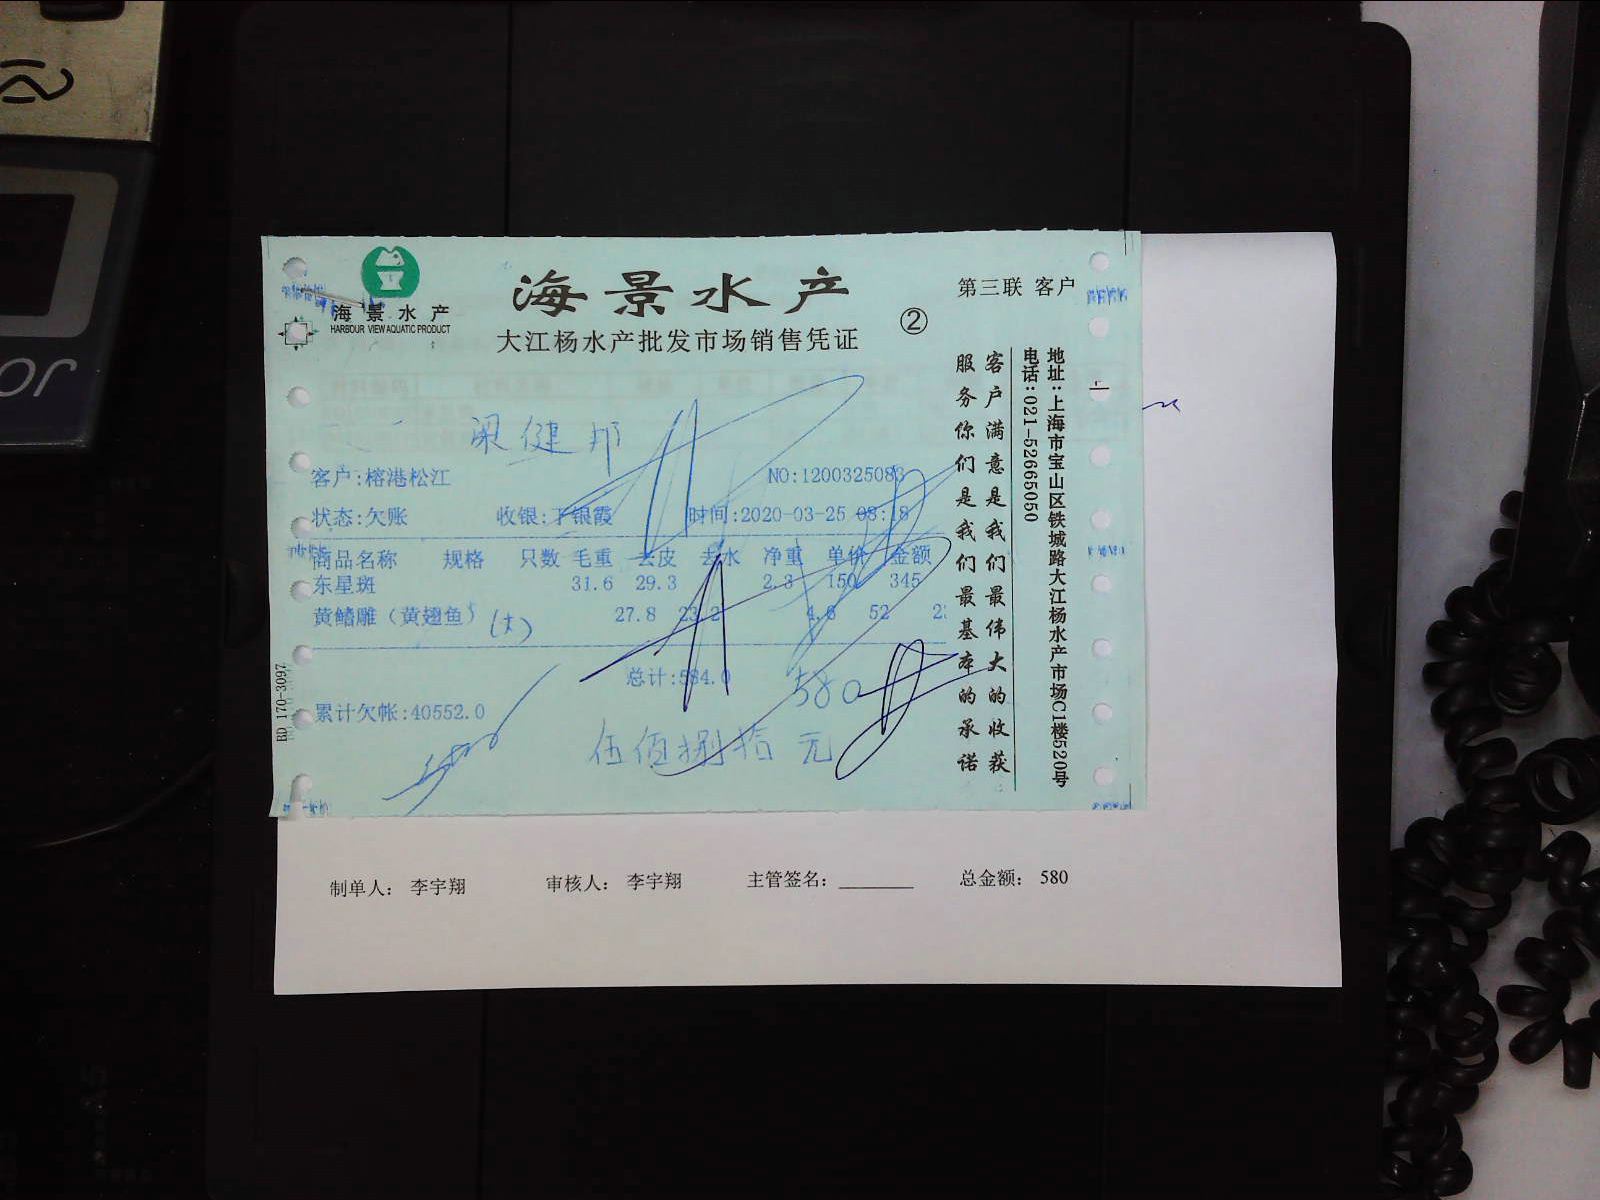 海景水产
HARBOUR VIEW AQUATIC PRODUCT
海景水产
大江杨水产批发市场销售凭证
②
第三联 客户
梁健邦
客户:榕港松江
NO:1200325083
状态:欠账 收银:丁银霞 时间:2020-03-25 08:18
商品名称 规格 只数 毛重 去皮 去水 净重 单价 金额
东星斑 31.6 29.3 2.3 150 345
黄鳍雕（黄翅鱼） 27.8 23.2 4.6 52 2
总计:584.0
580
累计欠帐:40552.0
伍佰捌拾元
客户满意是我们最伟大的收获
服务你们是我们最基本的承诺
地址:上海市宝山区铁城路大江杨水产市场C1楼520号
电话:021-52665050
BD 170-3097
制单人: 李宇翔 审核人: 李宇翔 主管签名: 总金额: 580